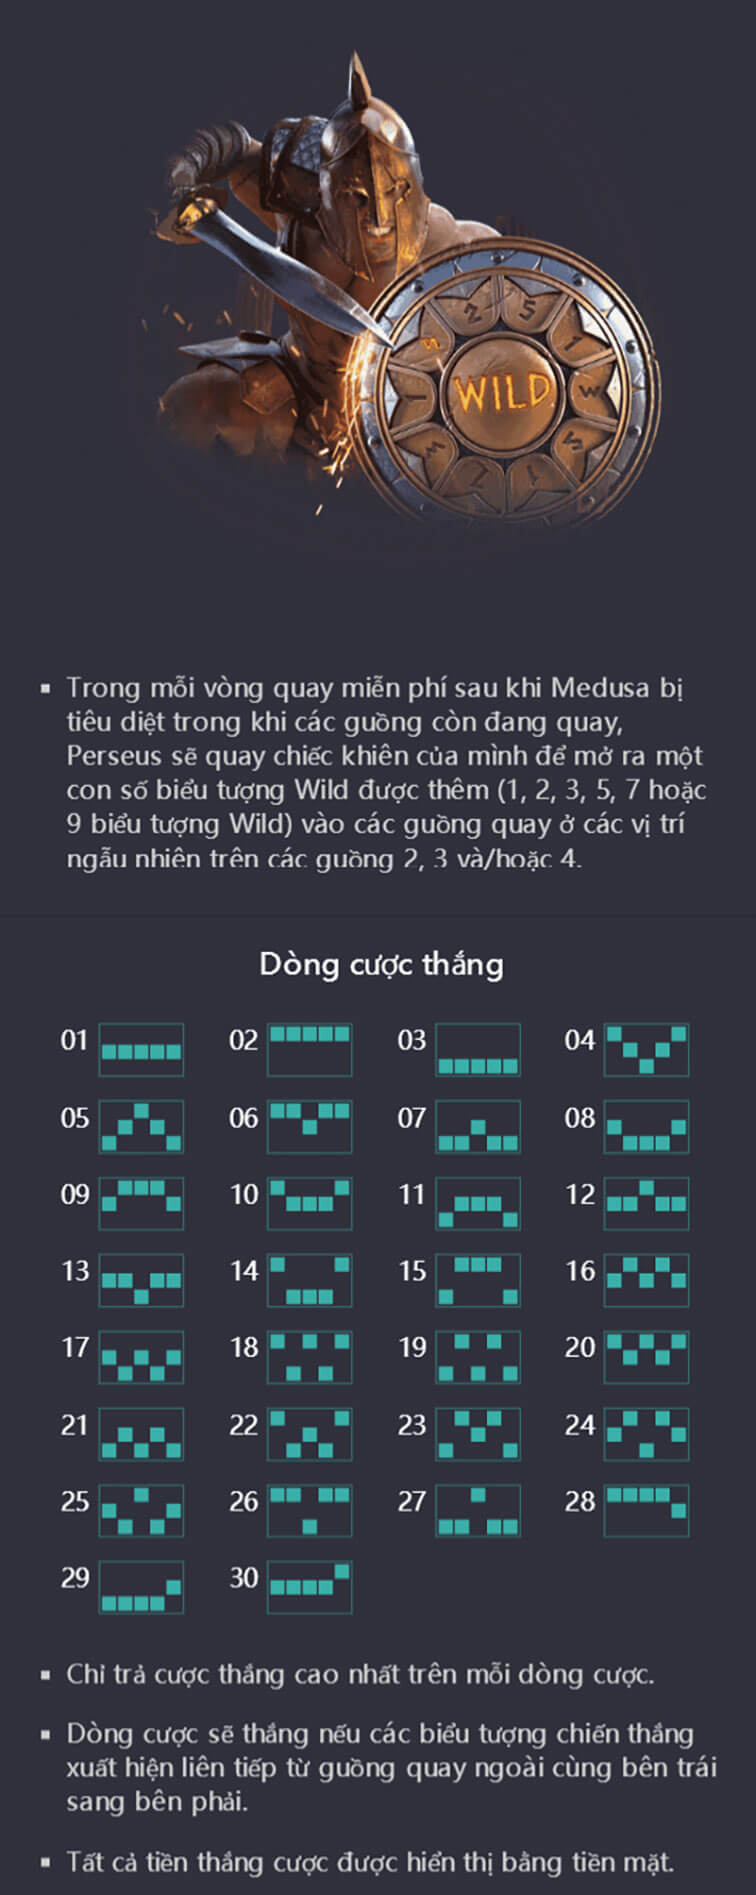 WILD
2 5 1
▪ Trong mỗi vòng quay miễn phí sau khi Medusa bị
tiêu diệt trong khi các guồng còn đang quay,
Perseus sẽ quay chiếc khiên của mình để mở ra một
con số biểu tượng Wild được thêm (1, 2, 3, 5, 7 hoặc
9 biểu tượng Wild) vào các guồng quay ở các vị trí
ngẫu nhiên trên các guồng 2, 3 và/hoặc 4.
Dòng cược thắng
01 02 03 04
05 06 07 08
09 10 11 12
13 14 15 16
17 18 19 20
21 22 23 24
25 26 27 28
29 30
▪ Chỉ trả cược thắng cao nhất trên mỗi dòng cược.
▪ Dòng cược sẽ thắng nếu các biểu tượng chiến thắng
xuất hiện liên tiếp từ guồng quay ngoài cùng bên trái
sang bên phải.
▪ Tất cả tiền thắng cược được hiển thị bằng tiền mặt.